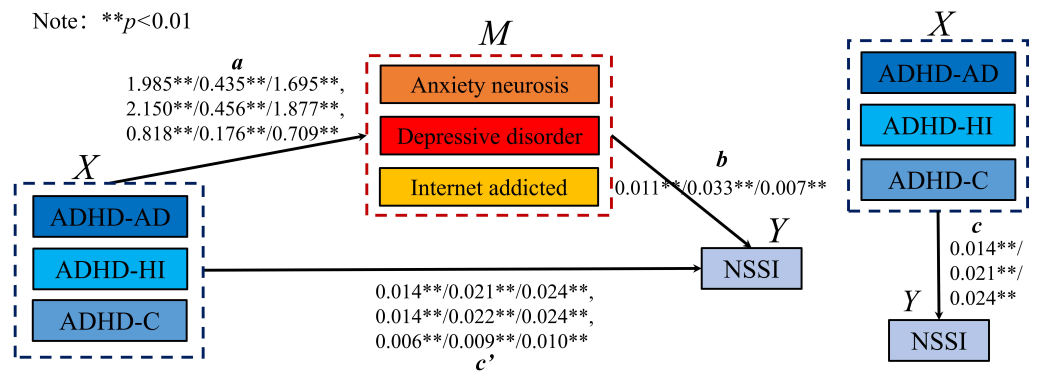 Note：**p<0.01
a
1.985**/0.435**/1.695**,
2.150**/0.456**/1.877**,
0.818**/0.176**/0.709**
X
ADHD-AD
ADHD-HI
ADHD-C
M
Anxiety neurosis
Depressive disorder
Internet addicted
b
0.011**/0.033**/0.007**
Y
NSSI
0.014**/0.021**/0.024**,
0.014**/0.022**/0.024**,
0.006**/0.009**/0.010**
c’
X
ADHD-AD
ADHD-HI
ADHD-C
c
0.014**/
0.021**/
0.024**
Y
NSSI